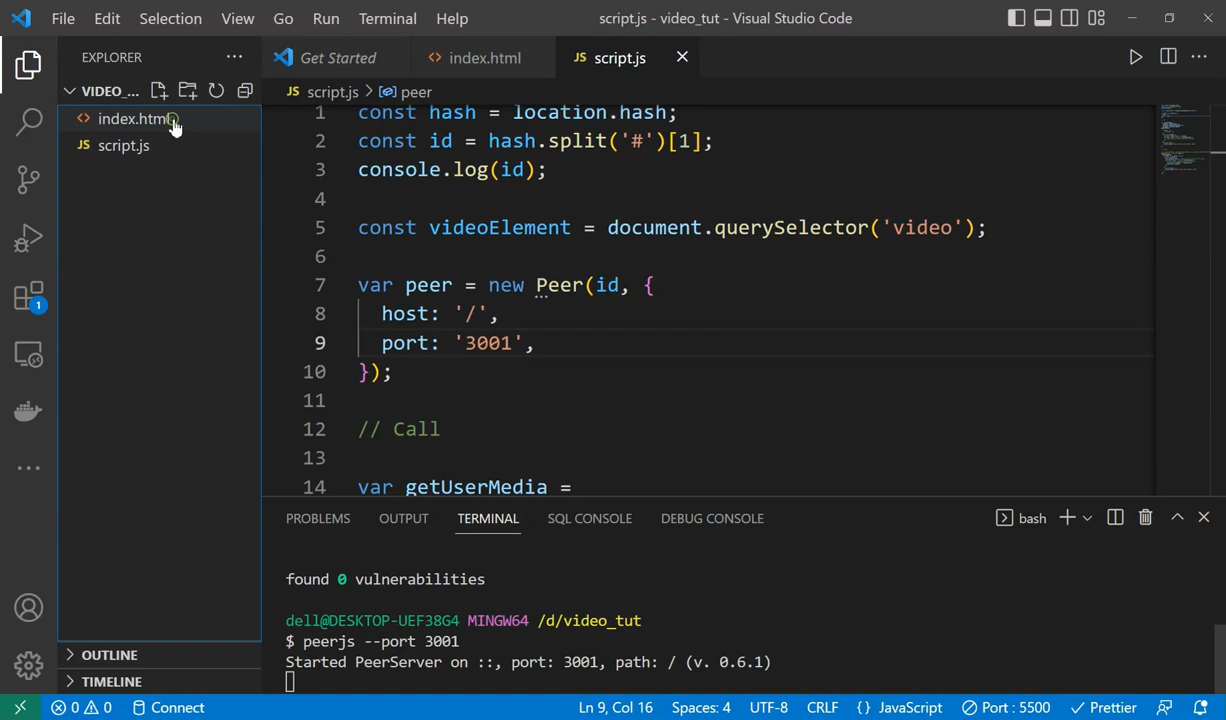 File Edit Selection View Go Run Terminal Help script.js - video_tut - Visual Studio Code
EXPLORER
VIDEO_...
index.html
JS script.js
Get Started
index.html
JS script.js
JS script.js > peer
1 const hash = location.hash;
2 const id = hash.split('#')[1];
3 console.log(id);
4
5 const videoElement = document.querySelector('video');
6
7 var peer = new Peer(id, {
8 host: '/',
9 port: '3001',
10 });
11
12 // Call
13
14 var getUserMedia =
1
OUTLINE
TIMELINE
PROBLEMS OUTPUT TERMINAL SQL CONSOLE DEBUG CONSOLE
bash
found 0 vulnerabilities
dell@DESKTOP-UEF38G4 MINGW64 /d/video_tut
$ peerjs --port 3001
Started PeerServer on ::, port: 3001, path: / (v. 0.6.1)
0 0 Connect Ln 9, Col 16 Spaces: 4 UTF-8 CRLF {} JavaScript Port : 5500 Prettier